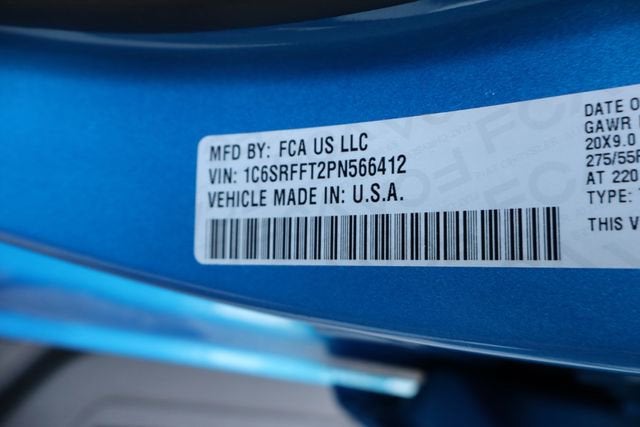 MFD BY: FCA US LLC
VIN: 1C6SRFFT2PN566412
VEHICLE MADE IN: U.S.A.
DATE O
GAWR
20X9.0
275/55R
AT 220
TYPE:
THIS V